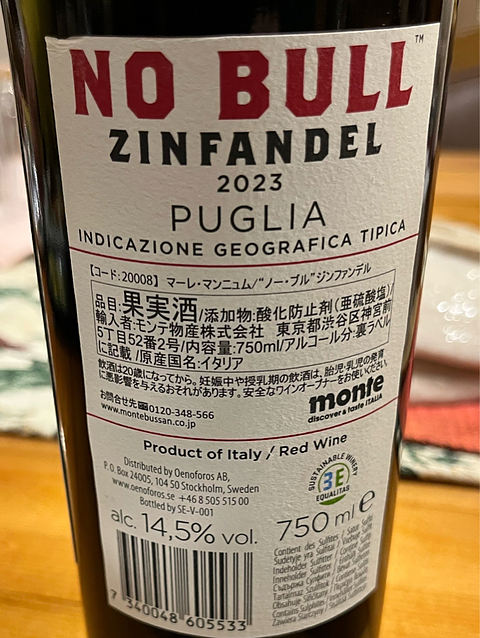 NO BULL™
ZINFANDEL
2023
PUGLIA
INDICAZIONE GEOGRAFICA TIPICA
【コード:20008】 マーレ・マンニュム/“ノー・ブル”ジンファンデル
品目:果実酒/添加物:酸化防止剤(亜硫酸塩)/
輸入者:モンテ物産株式会社 東京都渋谷区神宮前
5丁目52番2号/内容量:750ml/アルコール分:裏ラベル
に記載/原産国名:イタリア
飲酒は20歳になってから。妊娠中や授乳期の飲酒は、胎児・乳児の発育
に悪影響を与えるおそれがあります。安全なワインオープナーをお使いください。
お問合せ先 0120-348-566
www.montebussan.co.jp
monte
discover & taste ITALIA
Product of Italy / Red Wine
Distributed by Oenoforos AB,
P.O. Box 24005, 104 50 Stockholm, Sweden
www.oenoforos.se +46 8 505 515 00
Bottled by SE-V-001
SUSTAINABLE WINERY
3E
EQUALITAS
alc. 14,5% vol.
750 ml e
Contient des Sulfites
Indeholder Sulfitter
Innehåller Sulfiter
Contains Sulphites
7 340048 605533